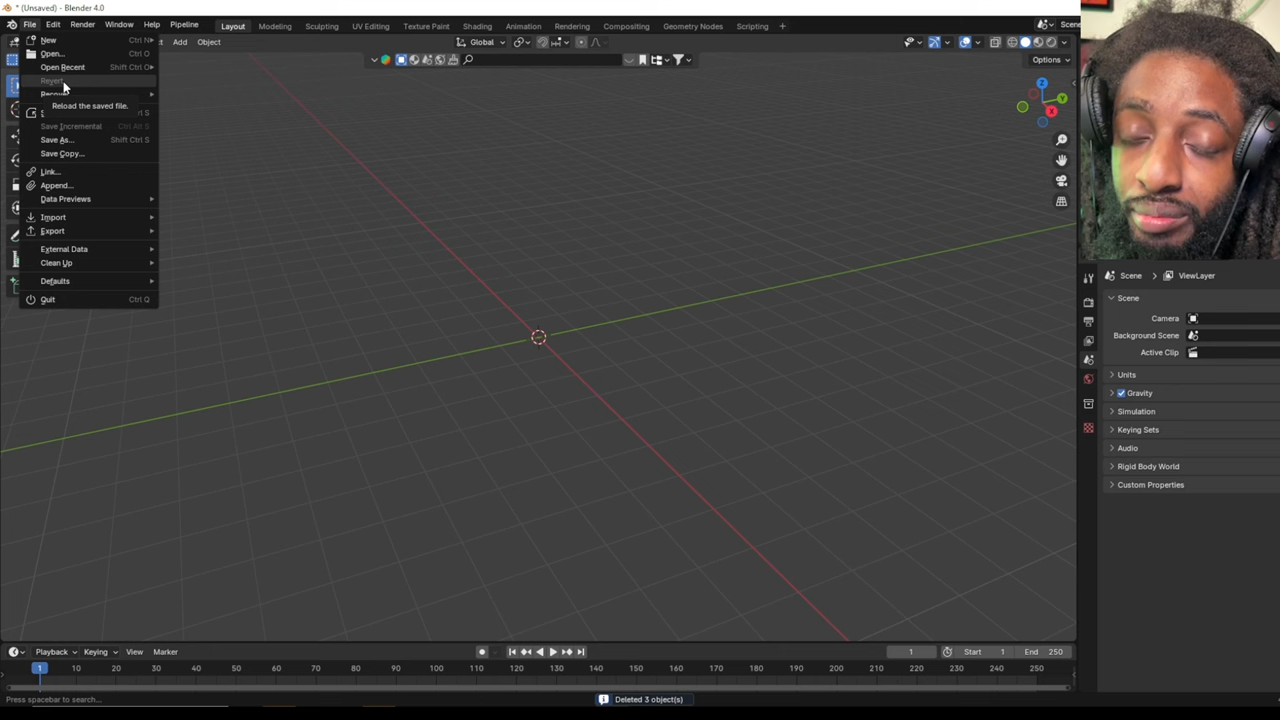 * (Unsaved) - Blender 4.0
File Edit Render Window Help Pipeline Layout Modeling Sculpting UV Editing Texture Paint Shading Animation Rendering Compositing Geometry Nodes Scene
New Ctrl N
Open... Ctrl O
Open Recent Shift Ctrl O
Revert
Reload the saved file.
Save Incremental Ctrl Alt S
Save As... Shift Ctrl S
Save Copy...
Link...
Append...
Data Previews
Import
Export
External Data
Clean Up
Defaults
Quit Ctrl Q
Add Object Global
Options
Z
Y
X
Scene > ViewLayer
Scene
Camera
Background Scene
Active Clip
Units
Gravity
Simulation
Keying Sets
Audio
Rigid Body World
Custom Properties
Playback Keying View Marker 1 Start 1 End 250
1 10 20 30 40 50 60 70 80 90 100 110 120 130 140 150 160 170 180 190 200 210 220 230 240 250
Press spacebar to search... Deleted 3 object(s)